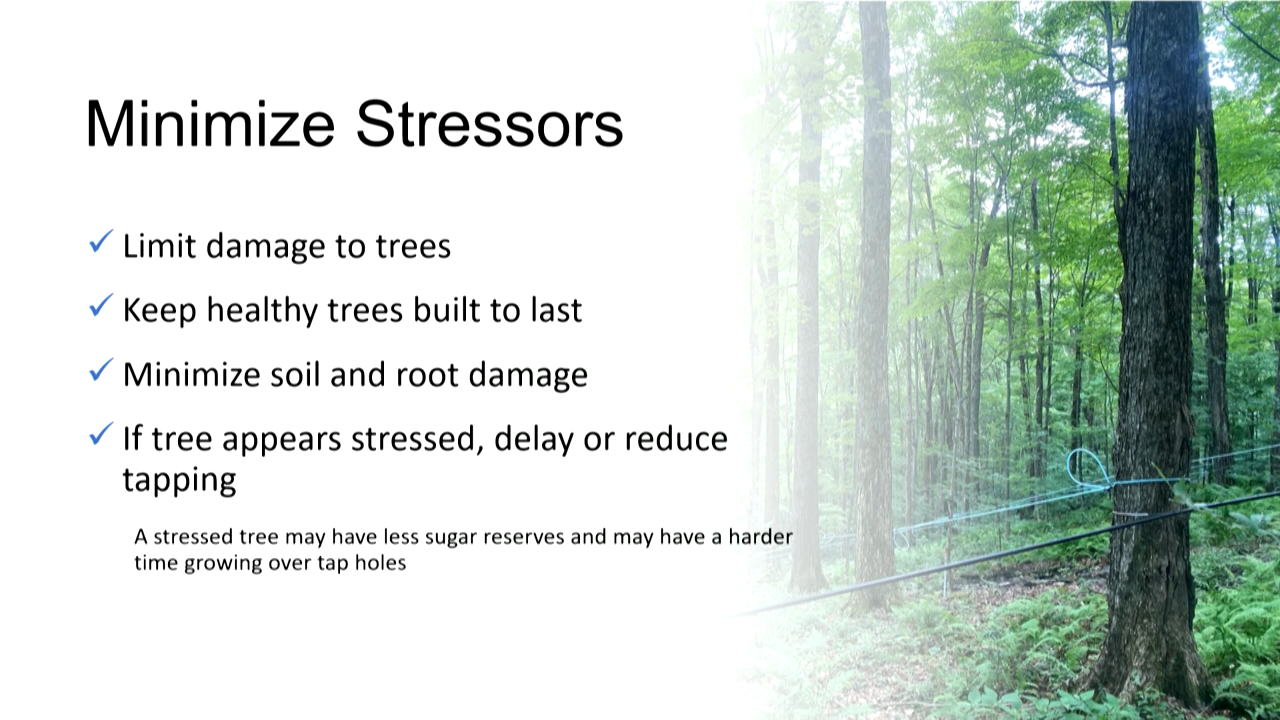 Minimize Stressors
✓ Limit damage to trees
✓ Keep healthy trees built to last
✓ Minimize soil and root damage
✓ If tree appears stressed, delay or reduce
tapping
A stressed tree may have less sugar reserves and may have a harder
time growing over tap holes